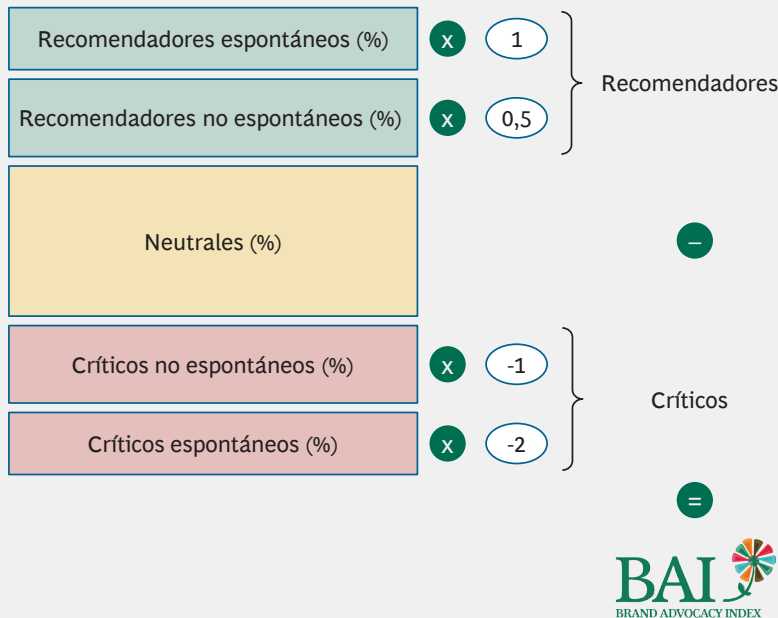 Recomendadores espontáneos (%) x 1
Recomendadores
Recomendadores no espontáneos (%) x 0,5
Neutrales (%)
–
Críticos no espontáneos (%) x -1
Críticos
Críticos espontáneos (%) x -2
=
BAI
BRAND ADVOCACY INDEX